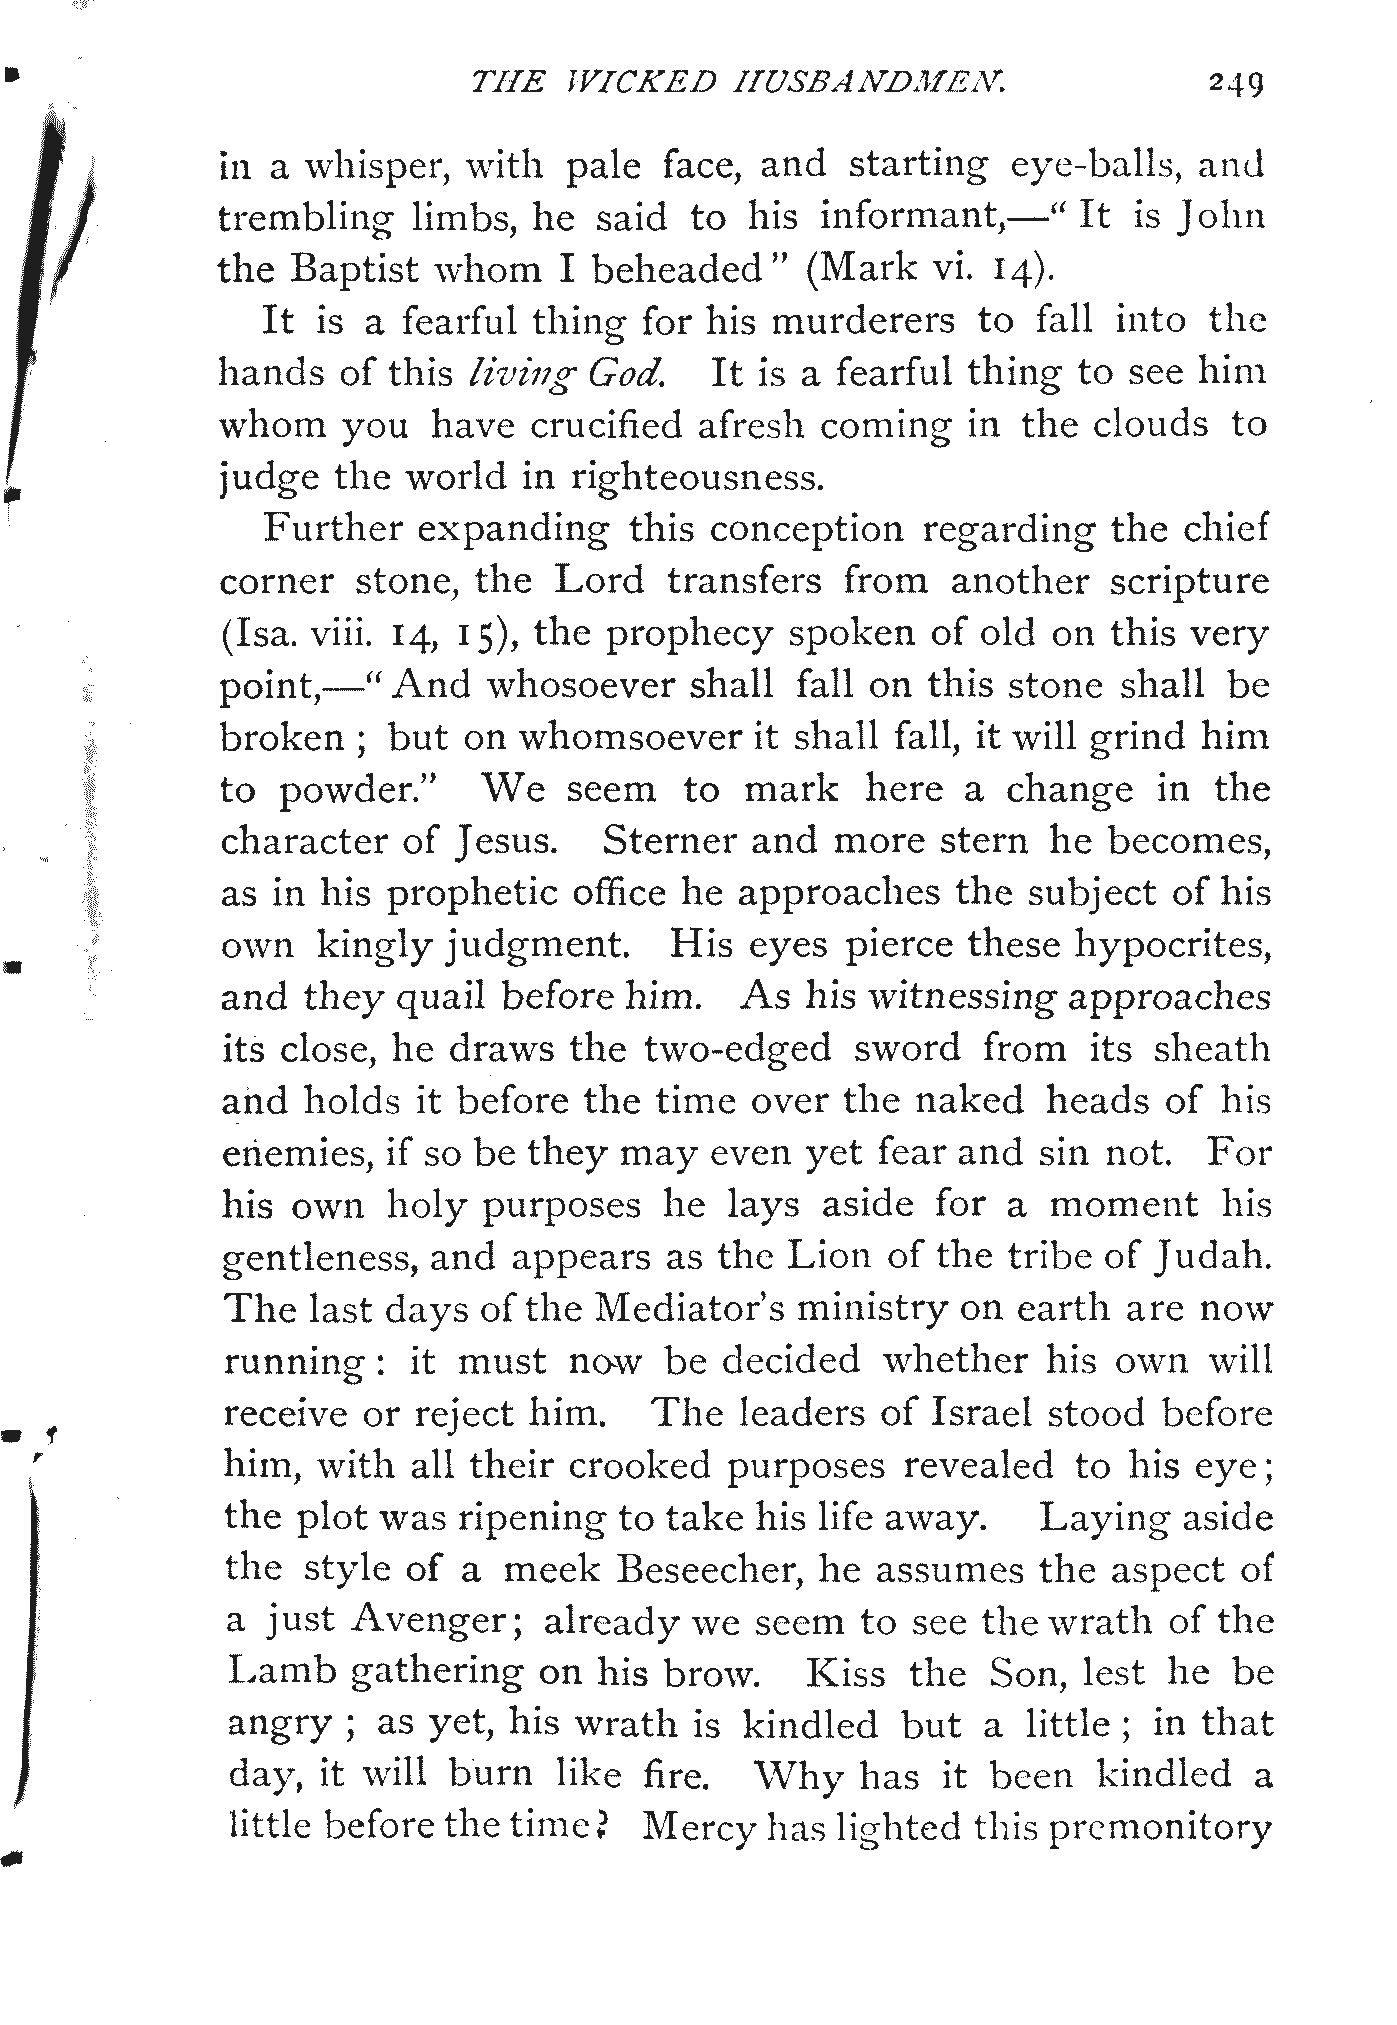 THE WICKED HUSBANDMEN. 249
in a whisper, with pale face, and starting eye-balls, and
trembling limbs, he said to his informant,—“ It is John
the Baptist whom I beheaded ” (Mark vi. 14).
It is a fearful thing for his murderers to fall into the
hands of this living God. It is a fearful thing to see him
whom you have crucified afresh coming in the clouds to
judge the world in righteousness.
Further expanding this conception regarding the chief
corner stone, the Lord transfers from another scripture
(Isa. viii. 14, 15), the prophecy spoken of old on this very
point,—“ And whosoever shall fall on this stone shall be
broken ; but on whomsoever it shall fall, it will grind him
to powder.” We seem to mark here a change in the
character of Jesus. Sterner and more stern he becomes,
as in his prophetic office he approaches the subject of his
own kingly judgment. His eyes pierce these hypocrites,
and they quail before him. As his witnessing approaches
its close, he draws the two-edged sword from its sheath
and holds it before the time over the naked heads of his
enemies, if so be they may even yet fear and sin not. For
his own holy purposes he lays aside for a moment his
gentleness, and appears as the Lion of the tribe of Judah.
The last days of the Mediator’s ministry on earth are now
running : it must now be decided whether his own will
receive or reject him. The leaders of Israel stood before
him, with all their crooked purposes revealed to his eye ;
the plot was ripening to take his life away. Laying aside
the style of a meek Beseecher, he assumes the aspect of
a just Avenger ; already we seem to see the wrath of the
Lamb gathering on his brow. Kiss the Son, lest he be
angry ; as yet, his wrath is kindled but a little ; in that
day, it will burn like fire. Why has it been kindled a
little before the time ? Mercy has lighted this premonitory